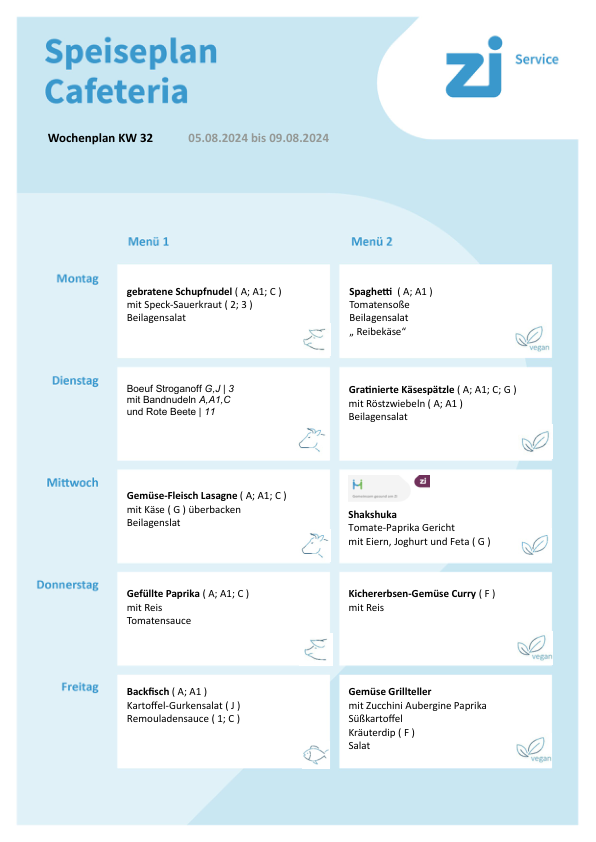 Speiseplan
Cafeteria
zi Service
Wochenplan KW 32 05.08.2024 bis 09.08.2024
Menü 1 Menü 2
Montag
gebratene Schupfnudel ( A; A1; C )
mit Speck-Sauerkraut ( 2; 3 )
Beilagensalat
Spaghetti ( A; A1 )
Tomatensoße
Beilagensalat
„ Reibekäse“
vegan
Dienstag
Boeuf Stroganoff G,J | 3
mit Bandnudeln A,A1,C
und Rote Beete | 11
Gratinierte Käsespätzle ( A; A1; C; G )
mit Röstzwiebeln ( A; A1 )
Beilagensalat
Mittwoch
Gemüse-Fleisch Lasagne ( A; A1; C )
mit Käse ( G ) überbacken
Beilagenslat
zi
Gemeinsam gesund am ZI
Shakshuka
Tomate-Paprika Gericht
mit Eiern, Joghurt und Feta ( G )
Donnerstag
Gefüllte Paprika ( A; A1; C )
mit Reis
Tomatensauce
Kichererbsen-Gemüse Curry ( F )
mit Reis
vegan
Freitag
Backfisch ( A; A1 )
Kartoffel-Gurkensalat ( J )
Remouladensauce ( 1; C )
Gemüse Grillteller
mit Zucchini Aubergine Paprika
Süßkartoffel
Kräuterdip ( F )
Salat
vegan